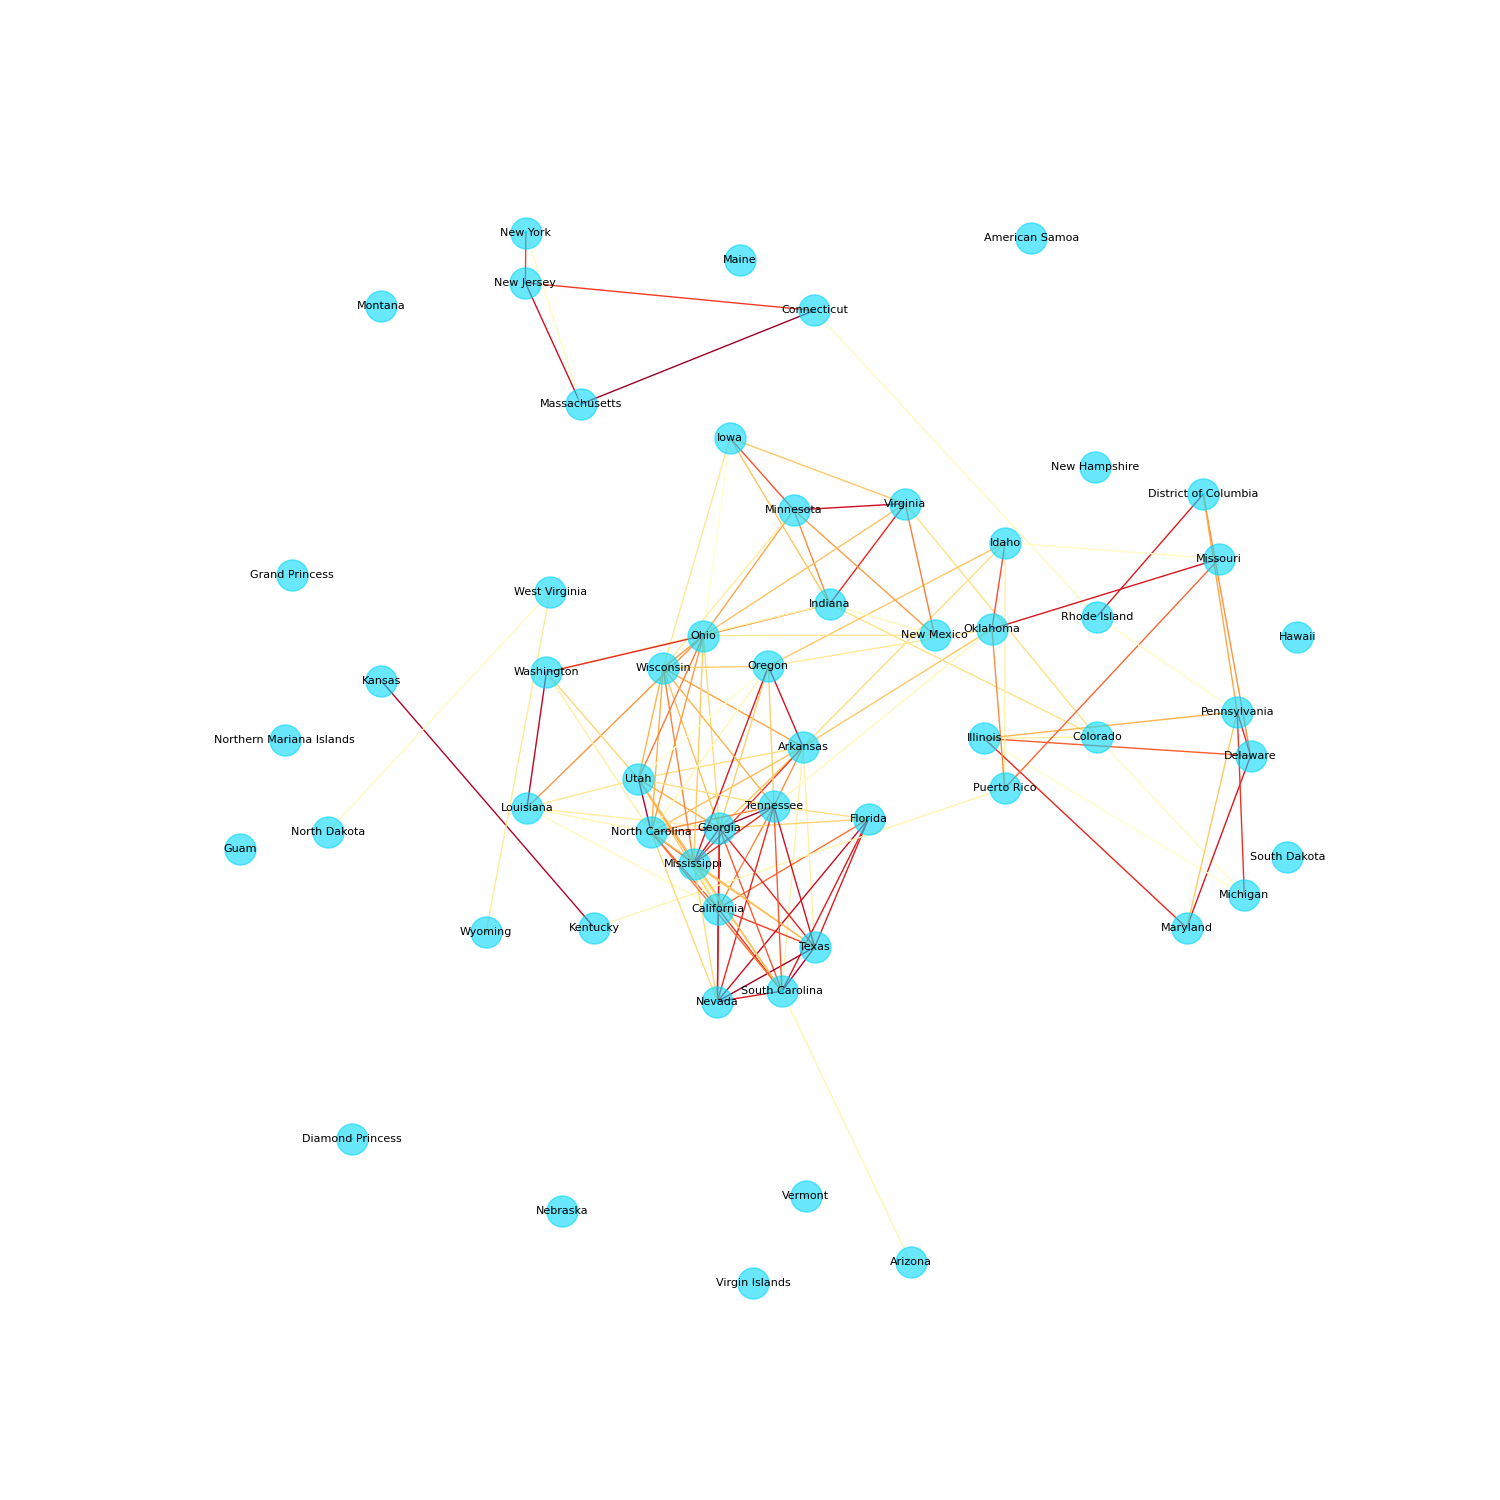 New York
American Samoa
Maine
New Jersey
Montana
Connecticut
Massachusetts
Iowa
New Hampshire
District of Columbia
Virginia
Minnesota
Idaho
Missouri
Grand Princess
West Virginia
Indiana
Rhode Island
Oklahoma
New Mexico
Ohio
Hawaii
Wisconsin
Oregon
Washington
Kansas
Pennsylvania
Illinois
Colorado
Northern Mariana Islands
Arkansas
Delaware
Utah
Puerto Rico
Tennessee
Louisiana
Florida
Georgia
North Carolina
North Dakota
Guam
South Dakota
Mississippi
Michigan
California
Kentucky
Maryland
Wyoming
Texas
South Carolina
Nevada
Diamond Princess
Vermont
Nebraska
Arizona
Virgin Islands